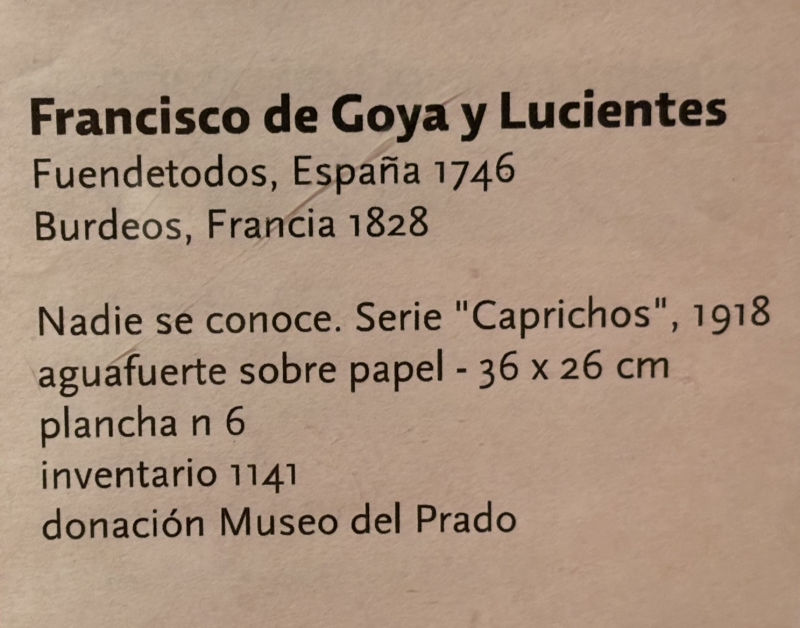 Francisco de Goya y Lucientes
Fuendetodos, España 1746
Burdeos, Francia 1828
Nadie se conoce. Serie "Caprichos", 1918
aguafuerte sobre papel - 36 x 26 cm
plancha n 6
inventario 1141
donación Museo del Prado